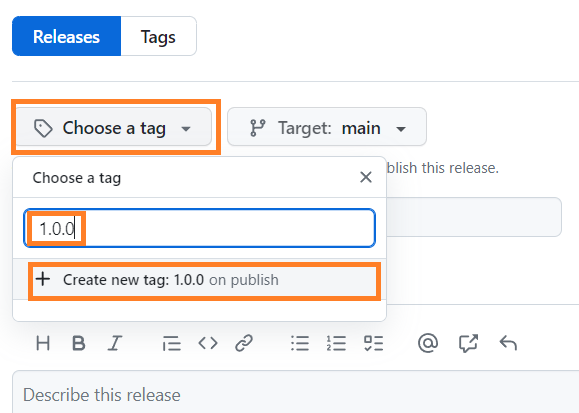 Releases Tags
Choose a tag Target: main
blish this release.
Choose a tag
1.0.0
Create new tag: 1.0.0 on publish
H B I @
Describe this release